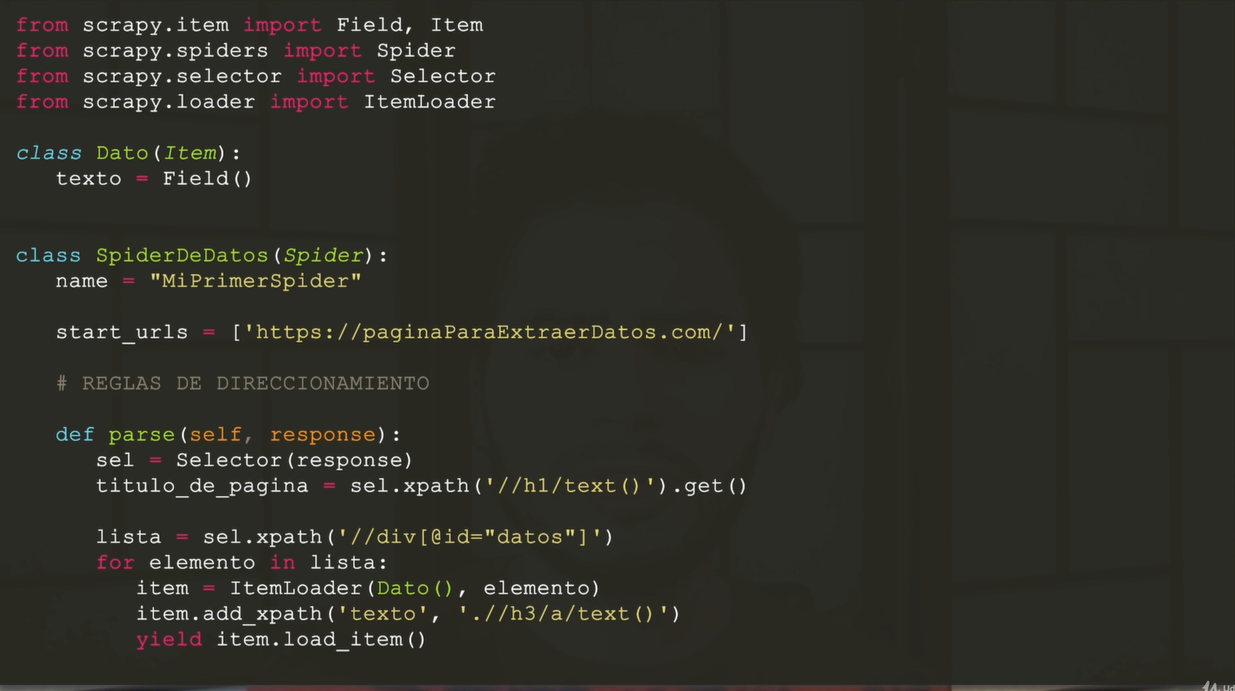 from scrapy.item import Field, Item
from scrapy.spiders import Spider
from scrapy.selector import Selector
from scrapy.loader import ItemLoader
class Dato(Item):
texto = Field()
class SpiderDeDatos(Spider):
name = "MiPrimerSpider"
start_urls = ['https://paginaParaExtraerDatos.com/']
# REGLAS DE DIRECCIONAMIENTO
def parse(self, response):
sel = Selector(response)
titulo_de_pagina = sel.xpath('//h1/text()').get()
lista = sel.xpath('//div[@id="datos"]')
for elemento in lista:
item = ItemLoader(Dato(), elemento)
item.add_xpath('texto', './/h3/a/text()')
yield item.load_item()